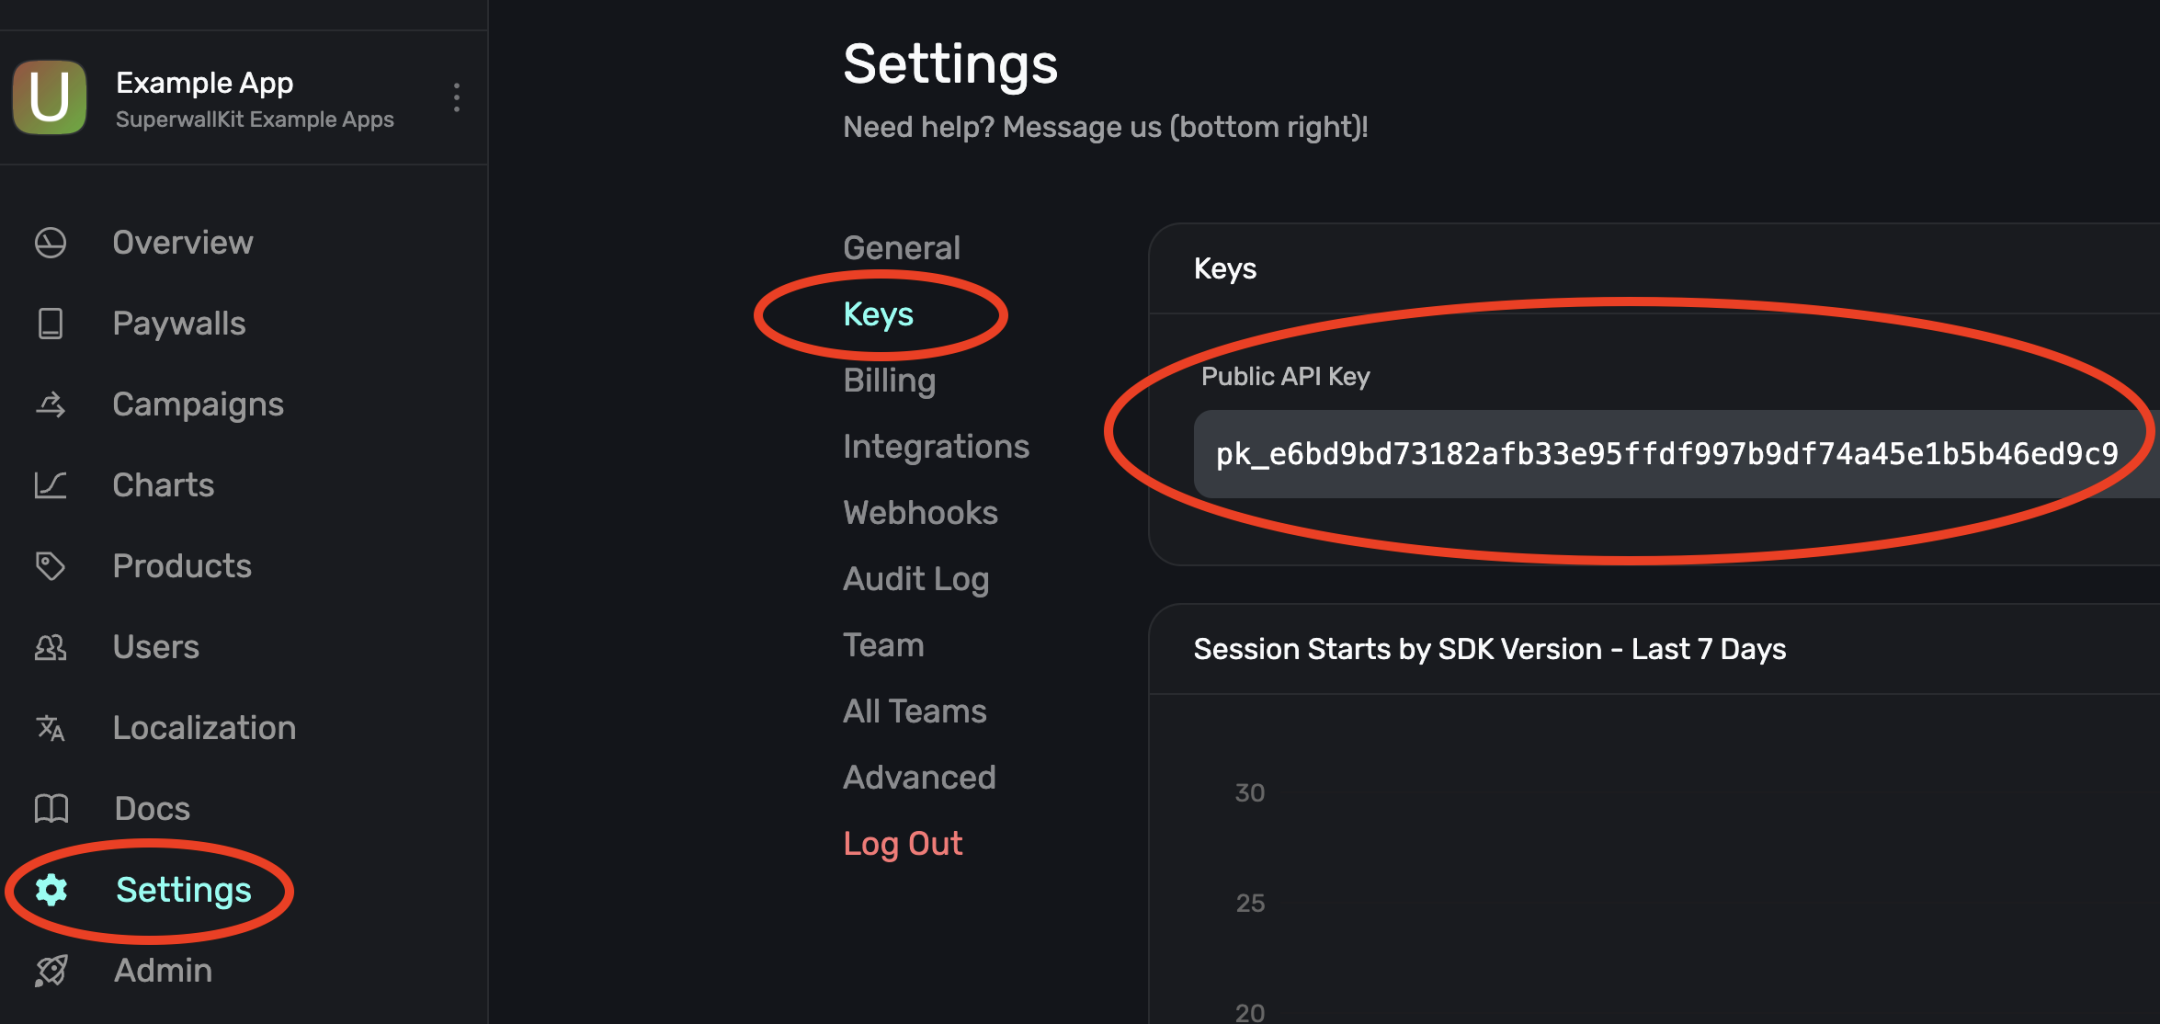 U
Example App
SuperwallKit Example Apps
Overview
Paywalls
Campaigns
Charts
Products
Users
Localization
Docs
Settings
Admin
Settings
Need help? Message us (bottom right)!
General
Keys
Billing
Integrations
Webhooks
Audit Log
Team
All Teams
Advanced
Log Out
Keys
Public API Key
pk_e6bd9bd73182afb33e95ffdf997b9df74a45e1b5b46ed9c9
Session Starts by SDK Version - Last 7 Days
30
25
20